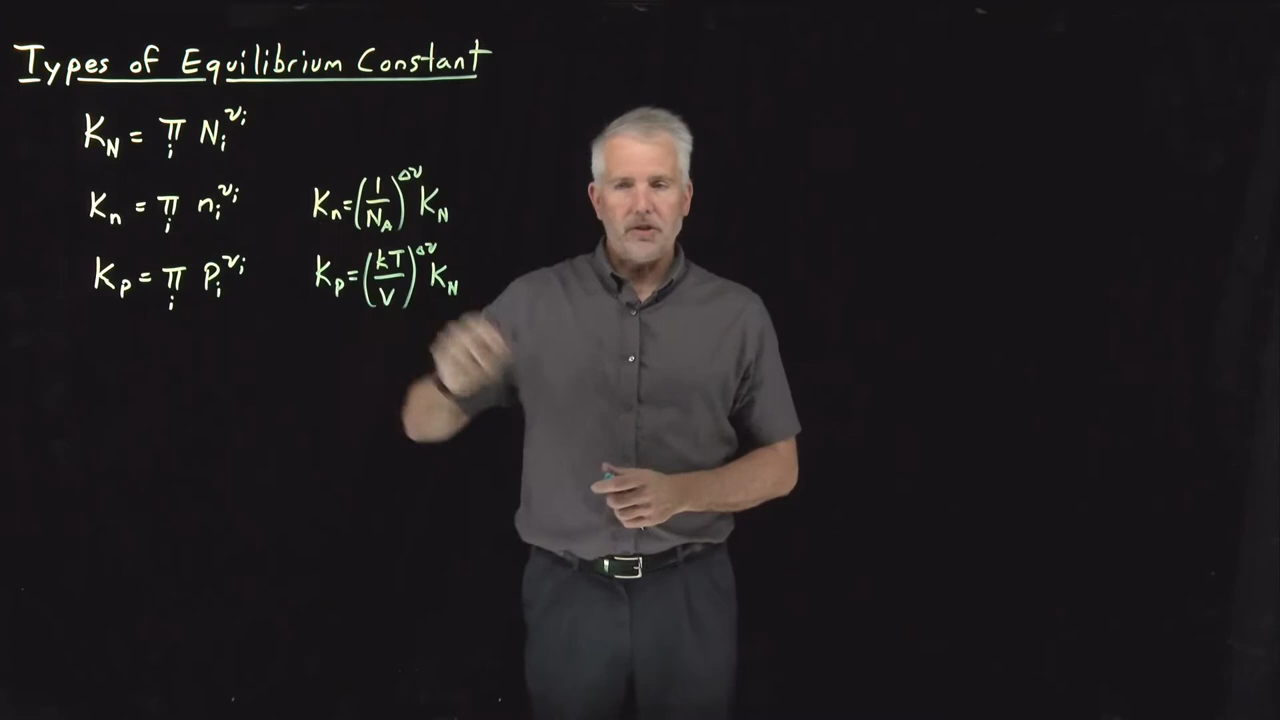 Types of Equilibrium Constant
K_N = π_i N_i^{ν_i}
K_n = π_i n_i^{ν_i} K_n = (1/N_A)^{Δν} K_N
K_p = π_i P_i^{ν_i} K_p = (kT/V)^{Δν} K_N